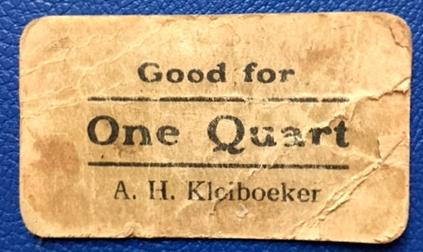 Good for
One Quart
A. H. Kleiboeker